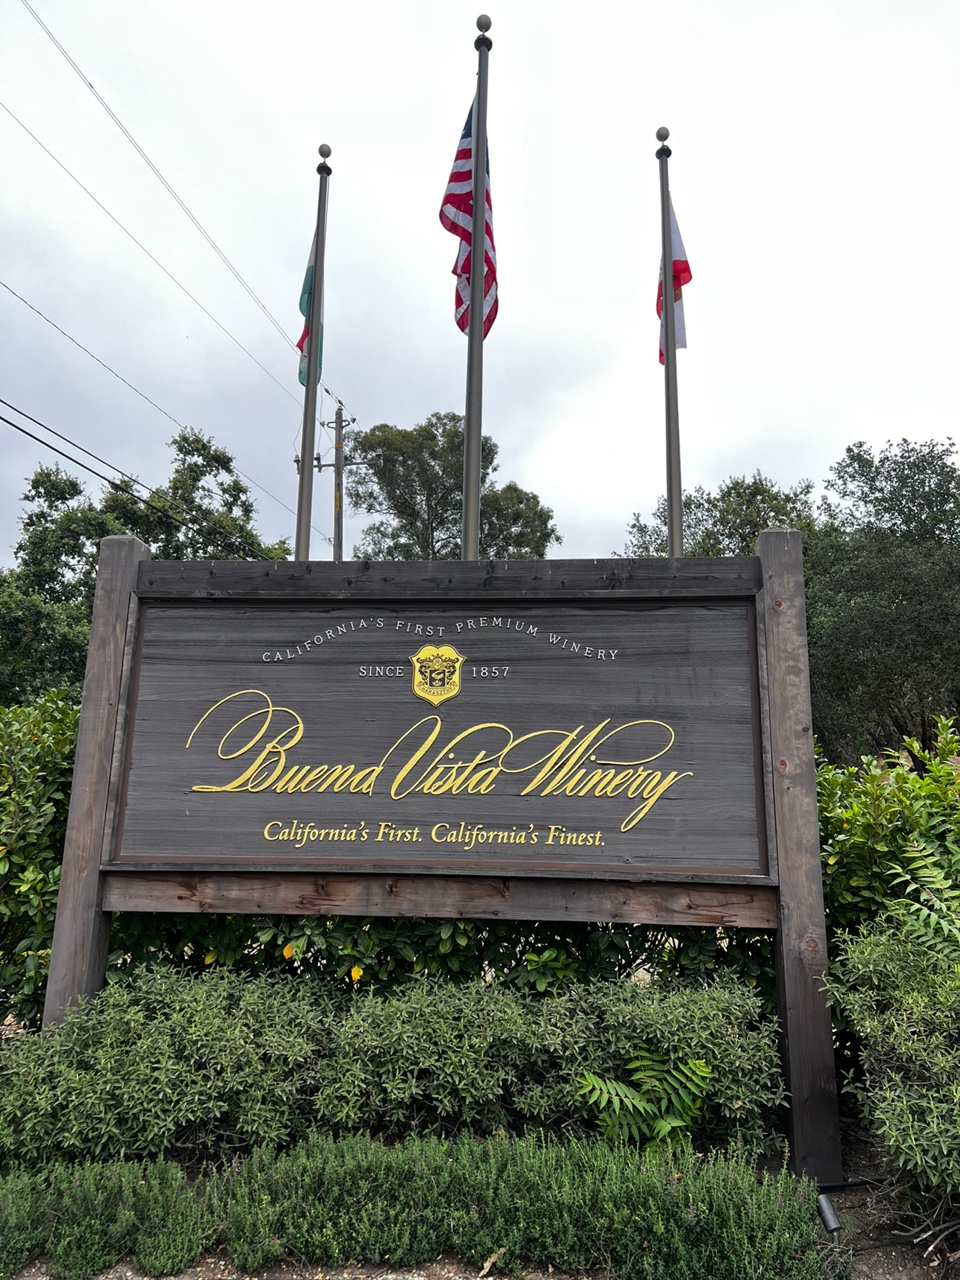 CALIFORNIA'S FIRST PREMIUM WINERY
SINCE 1857
Buena Vista Winery
California's First. California's Finest.